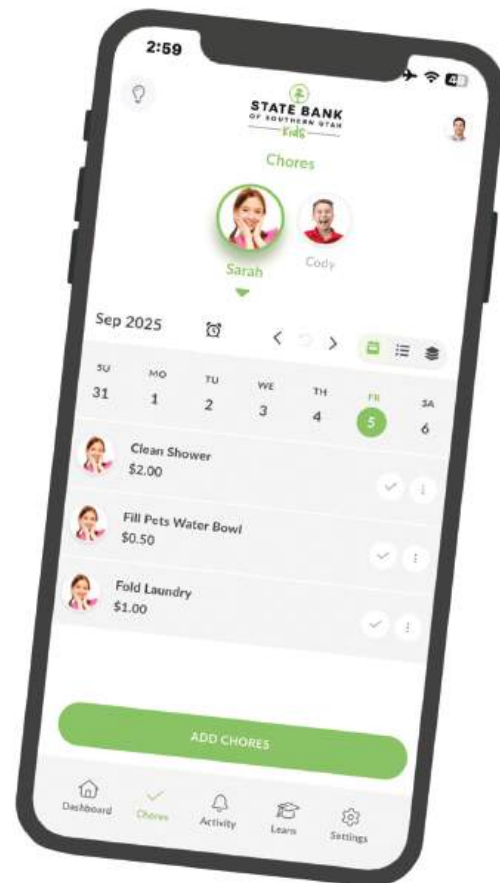 2:59
STATE BANK
OF SOUTHERN UTAH
Kids
Chores
Sarah
Cody
Sep 2025
SU MO TU WE TH FR SA
31 1 2 3 4 5 6
Clean Shower
$2.00
Fill Pets Water Bowl
$0.50
Fold Laundry
$1.00
ADD CHORES
Dashboard Chores Activity Learn Settings